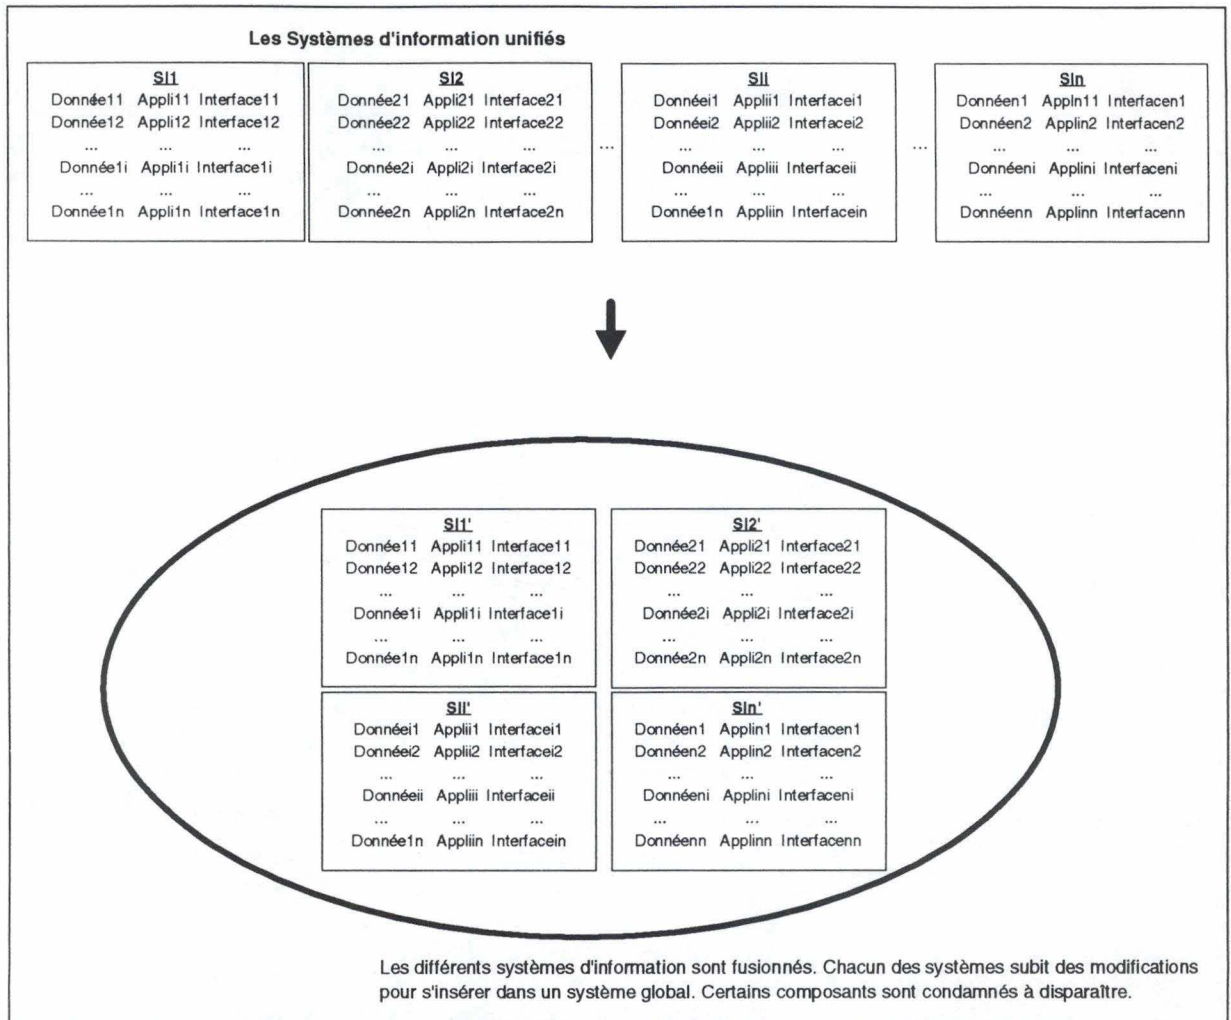 Les Systèmes d'information unifiés
SI1
Donnée11 Appli11 Interface11
Donnée12 Appli12 Interface12
... ... ...
Donnée1i Appli1i Interface1i
... ... ...
Donnée1n Appli1n Interface1n
SI2
Donnée21 Appli21 Interface21
Donnée22 Appli22 Interface22
... ... ...
Donnée2i Appli2i Interface2i
... ... ...
Donnée2n Appli2n Interface2n
...
SIi
Donnéei1 Applii1 Interfacei1
Donnéei2 Applii2 Interfacei2
... ... ...
Donnéeii Appliii Interfaceii
... ... ...
Donnée1n Appliin Interfacein
...
SIn
Donnéen1 Appln11 Interfacen1
Donnéen2 Applin2 Interfacen2
... ... ...
Donnéeni Applini Interfaceni
... ... ...
Donnéenn Applinn Interfacenn
SI1'
Donnée11 Appli11 Interface11
Donnée12 Appli12 Interface12
... ... ...
Donnée1i Appli1i Interface1i
... ... ...
Donnée1n Appli1n Interface1n
SI2'
Donnée21 Appli21 Interface21
Donnée22 Appli22 Interface22
... ... ...
Donnée2i Appli2i Interface2i
... ... ...
Donnée2n Appli2n Interface2n
SIi'
Donnéei1 Applii1 Interfacei1
Donnéei2 Applii2 Interfacei2
... ... ...
Donnéeii Appliii Interfaceii
... ... ...
Donnée1n Appliin Interfacein
SIn'
Donnéen1 Applin1 Interfacen1
Donnéen2 Applin2 Interfacen2
... ... ...
Donnéeni Applini Interfaceni
... ... ...
Donnéenn Applinn Interfacenn
Les différents systèmes d'information sont fusionnés. Chacun des systèmes subit des modifications
pour s'insérer dans un système global. Certains composants sont condamnés à disparaître.